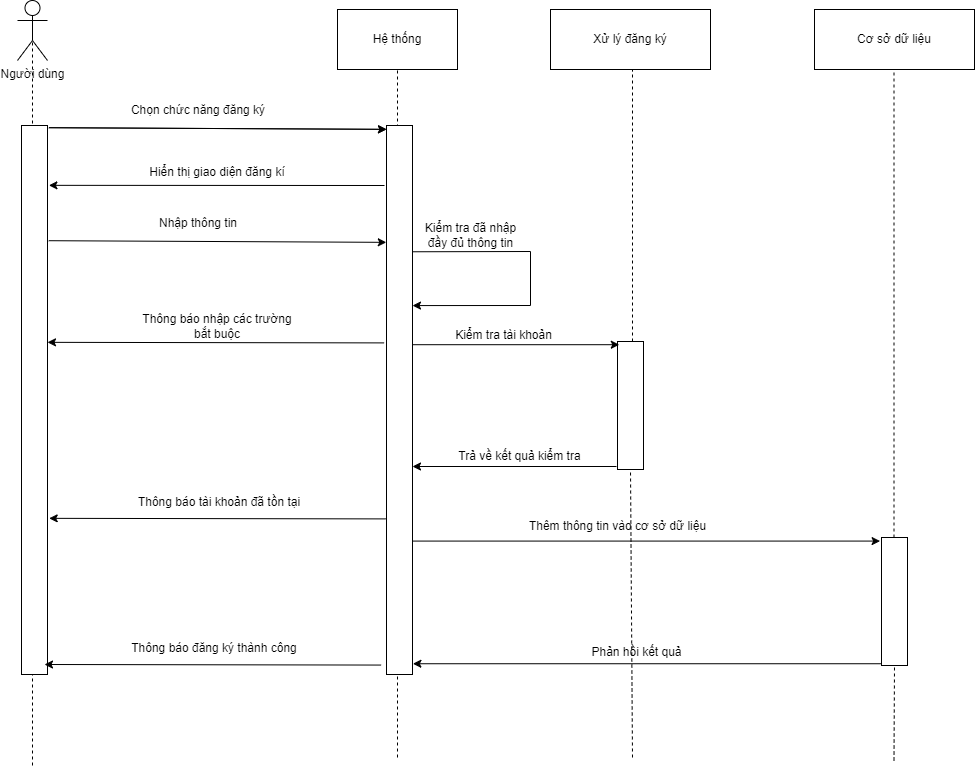 Người dùng
Hệ thống
Xử lý đăng ký
Cơ sở dữ liệu
Chọn chức năng đăng ký
Hiển thị giao diện đăng kí
Nhập thông tin
Kiểm tra đã nhập
đầy đủ thông tin
Thông báo nhập các trường
bắt buộc
Kiểm tra tài khoản
Trả về kết quả kiểm tra
Thông báo tài khoản đã tồn tại
Thêm thông tin vào cơ sở dữ liệu
Thông báo đăng ký thành công
Phản hồi kết quả